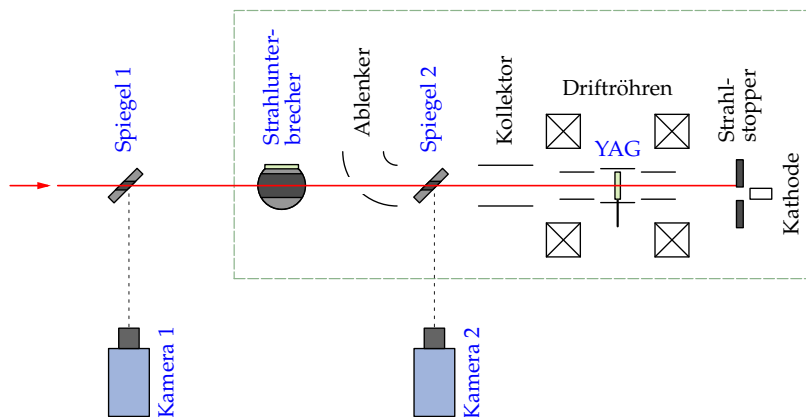 Spiegel 1
Strahlunter-
brecher
Ablenker
Spiegel 2
Kollektor
Driftröhren
YAG
Strahl-
stopper
Kathode
Kamera 1
Kamera 2